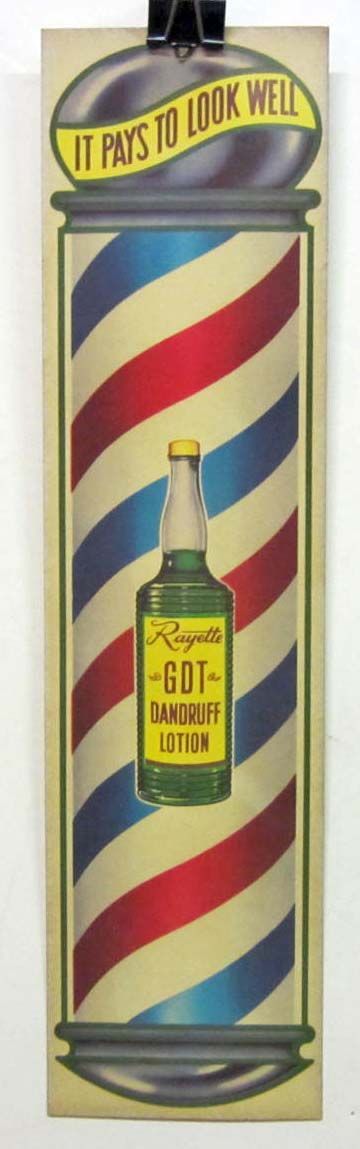 IT PAYS TO LOOK WELL
Rayette
GDT
DANDRUFF
LOTION